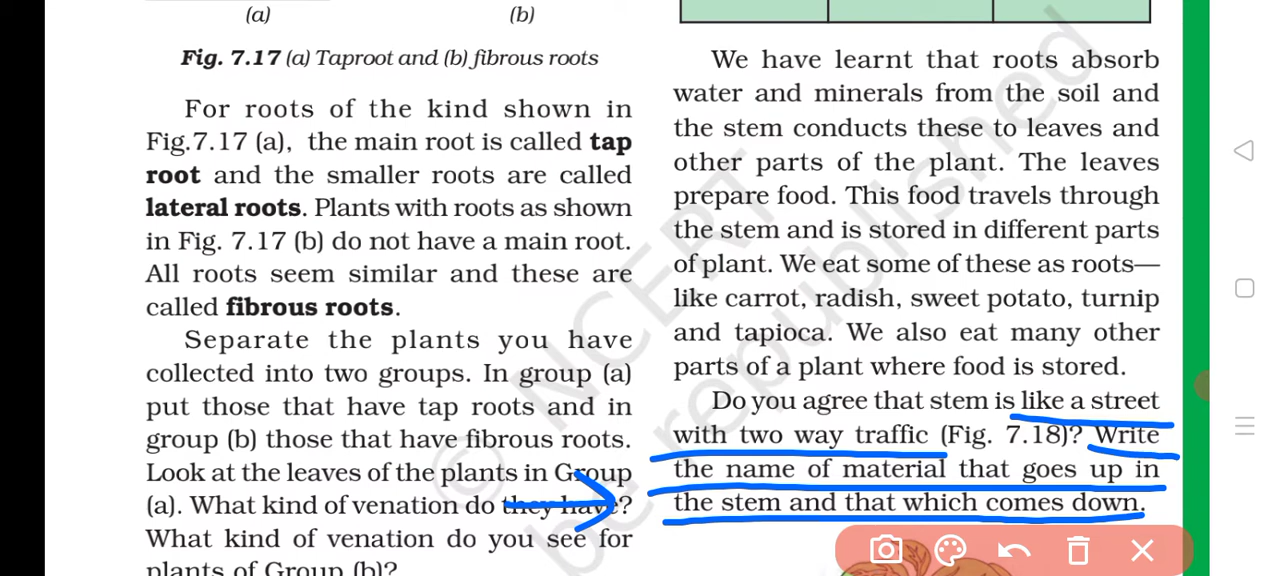 (a)
(b)
Fig. 7.17 (a) Taproot and (b) fibrous roots
For roots of the kind shown in
Fig.7.17 (a), the main root is called tap
root and the smaller roots are called
lateral roots. Plants with roots as shown
in Fig. 7.17 (b) do not have a main root.
All roots seem similar and these are
called fibrous roots.
Separate the plants you have
collected into two groups. In group (a)
put those that have tap roots and in
group (b) those that have fibrous roots.
Look at the leaves of the plants in Group
(a). What kind of venation do they have?
What kind of venation do you see for
plants of Group (b)?
We have learnt that roots absorb
water and minerals from the soil and
the stem conducts these to leaves and
other parts of the plant. The leaves
prepare food. This food travels through
the stem and is stored in different parts
of plant. We eat some of these as roots—
like carrot, radish, sweet potato, turnip
and tapioca. We also eat many other
parts of a plant where food is stored.
Do you agree that stem is like a street
with two way traffic (Fig. 7.18)? Write
the name of material that goes up in
the stem and that which comes down.
© NCERT
be republished